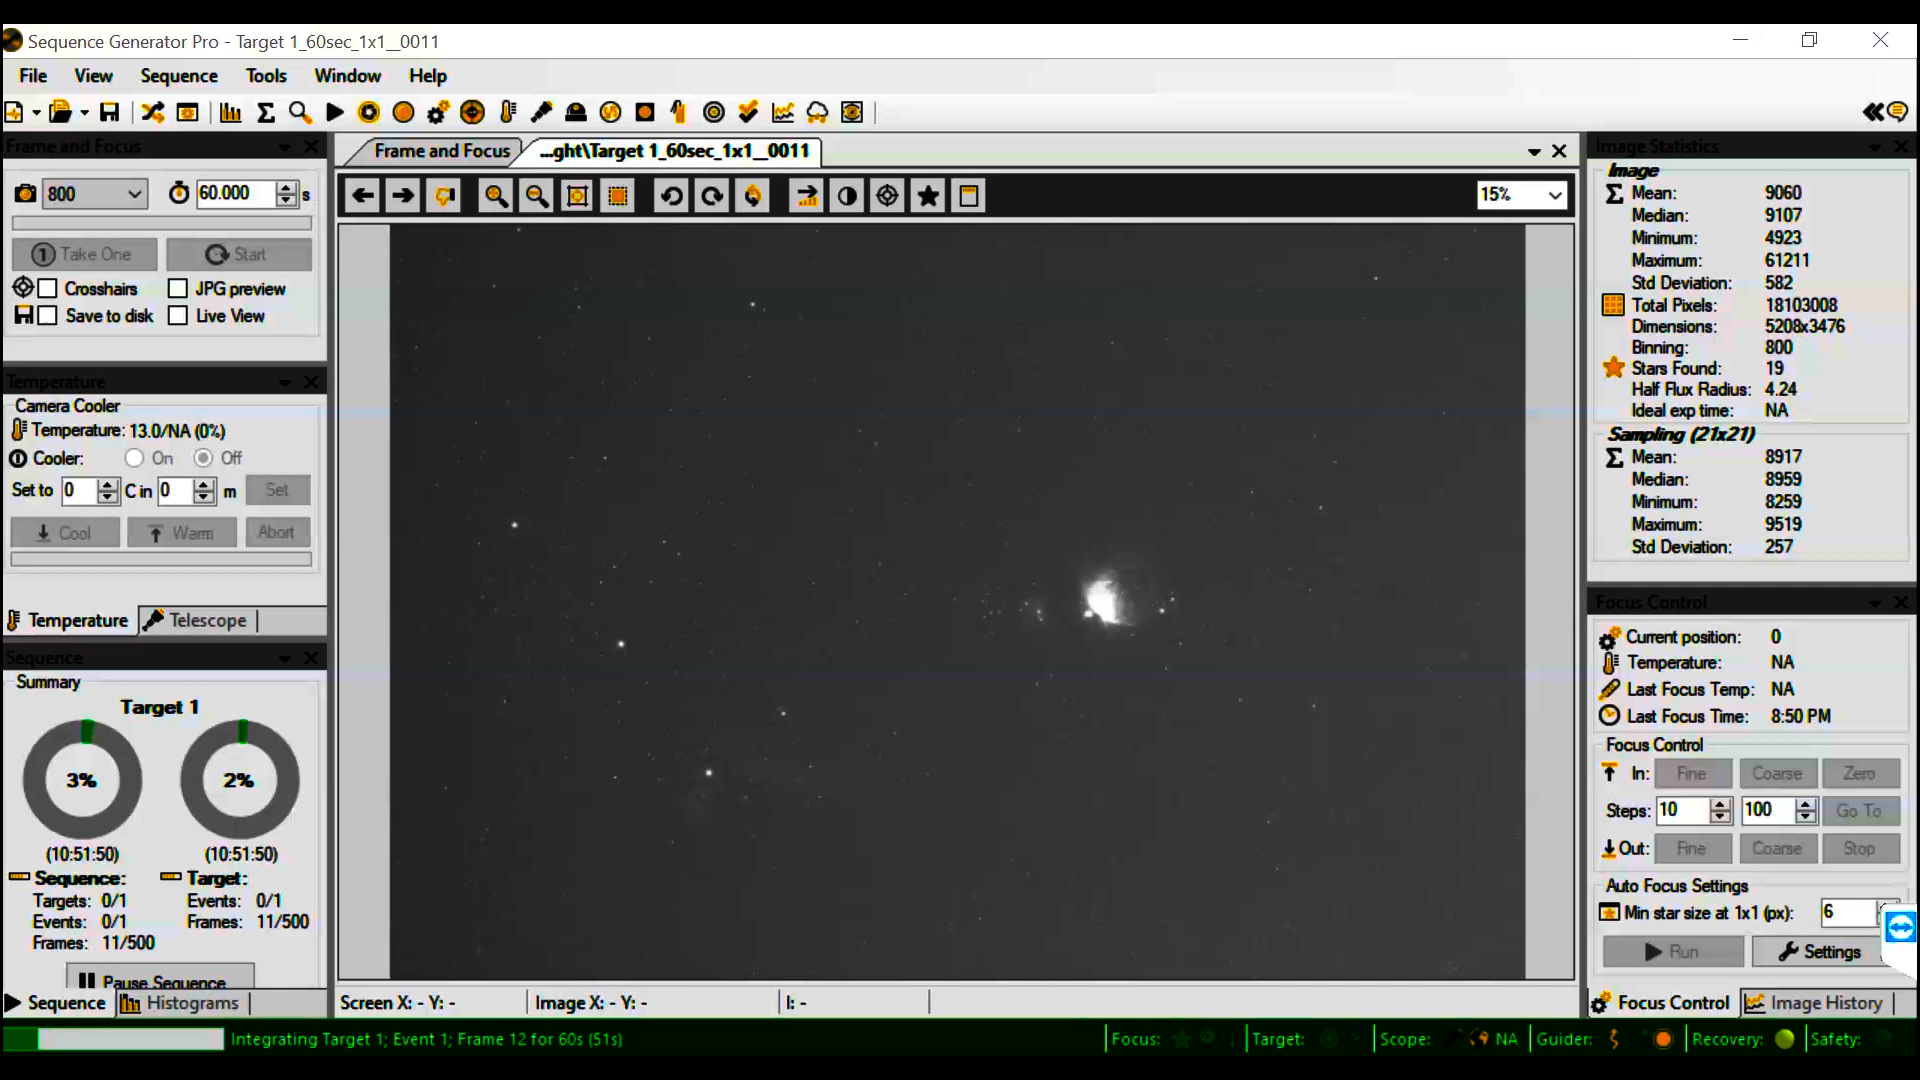 Sequence Generator Pro - Target 1_60sec_1x1__0011
File View Sequence Tools Window Help
Frame and Focus
800 60.000 s
Take One Start
Crosshairs JPG preview
Save to disk Live View
Temperature
Camera Cooler
Temperature: 13.0/NA (0%)
Cooler: On Off
Set to 0 C in 0 m Set
Cool Warm Abort
Temperature Telescope
Sequence
Summary
Target 1
3% 2%
(10:51:50) (10:51:50)
Sequence: Target:
Targets: 0/1 Events: 0/1
Events: 0/1 Frames: 11/500
Frames: 11/500
Pause Sequence
Sequence Histograms
Frame and Focus ...ght\Target 1_60sec_1x1__0011
15%
Screen X: - Y: - Image X: - Y: - I: -
Image Statistics
Image
Mean: 9060
Median: 9107
Minimum: 4923
Maximum: 61211
Std Deviation: 582
Total Pixels: 18103008
Dimensions: 5208x3476
Binning: 800
Stars Found: 19
Half Flux Radius: 4.24
Ideal exp time: NA
Sampling (21x21)
Mean: 8917
Median: 8959
Minimum: 8259
Maximum: 9519
Std Deviation: 257
Focus Control
Current position: 0
Temperature: NA
Last Focus Temp: NA
Last Focus Time: 8:50 PM
Focus Control
In: Fine Coarse Zero
Steps: 10 100 Go To
Out: Fine Coarse Stop
Auto Focus Settings
Min star size at 1x1 (px): 6
Run Settings
Focus Control Image History
Integrating Target 1; Event 1; Frame 12 for 60s (51s) Focus: Target: Scope: NA Guider: Recovery: Safety: